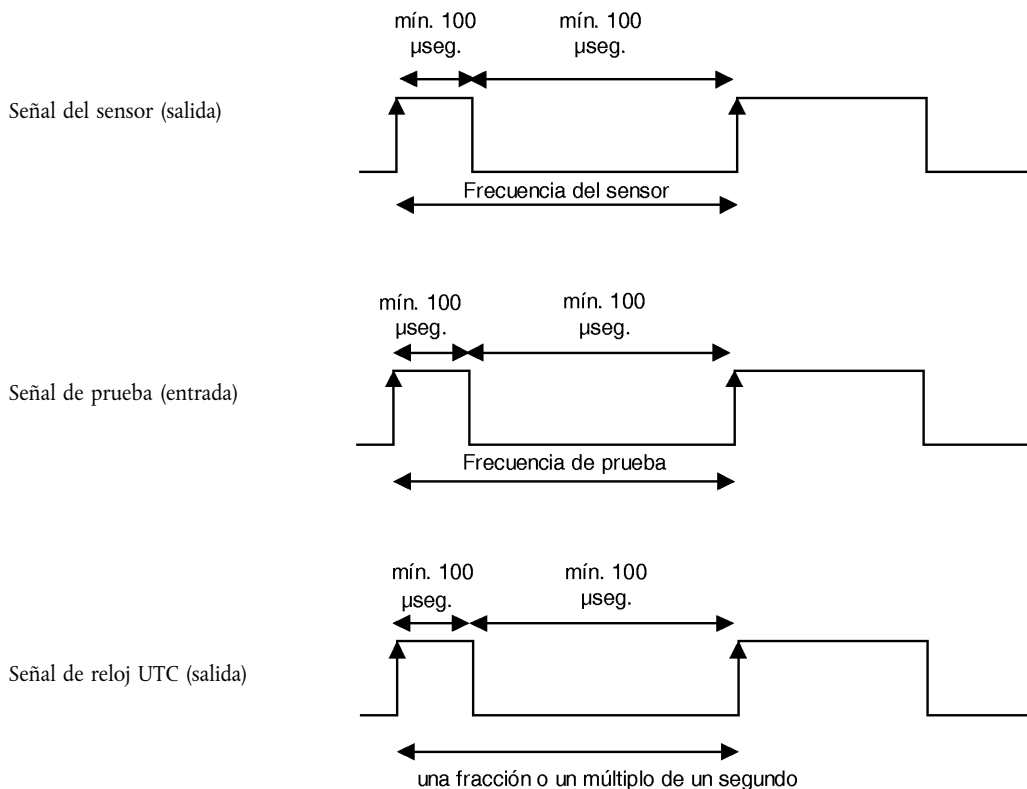 mín. 100
µseg.
mín. 100
µseg.
Señal del sensor (salida)
Frecuencia del sensor
mín. 100
µseg.
mín. 100
µseg.
Señal de prueba (entrada)
Frecuencia de prueba
mín. 100
µseg.
mín. 100
µseg.
Señal de reloj UTC (salida)
una fracción o un múltiplo de un segundo